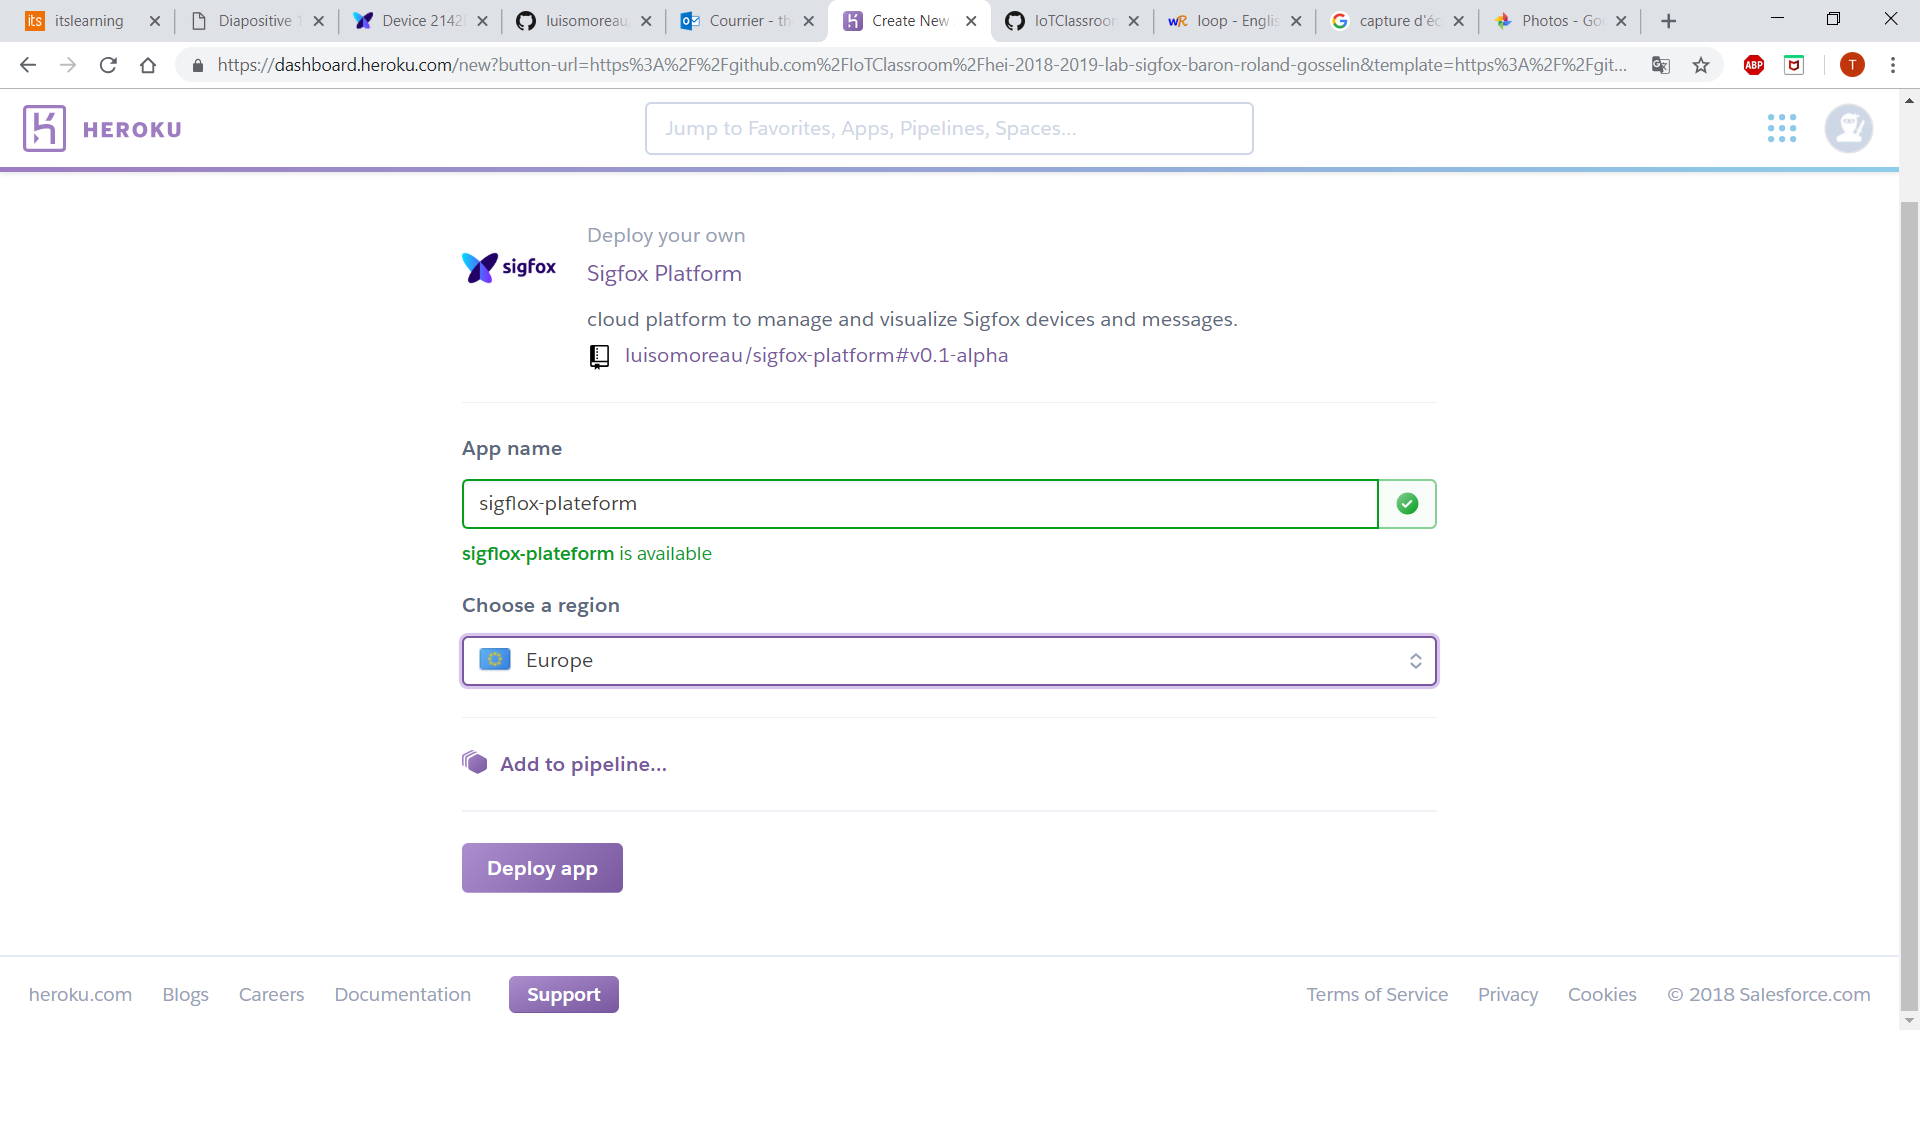 its itslearning
Diapositive 1
Device 2142
luisomoreau
Courrier - th
Create New
IoTClassroom
wR loop - Englis
capture d'éc
Photos - Go
https://dashboard.heroku.com/new?button-url=https%3A%2F%2Fgithub.com%2FIoTClassroom%2Fhei-2018-2019-lab-sigfox-baron-roland-gosselin&template=https%3A%2F%2Fgit...
ABP
T
HEROKU
Jump to Favorites, Apps, Pipelines, Spaces...
sigfox
Deploy your own
Sigfox Platform
cloud platform to manage and visualize Sigfox devices and messages.
luisomoreau/sigfox-platform#v0.1-alpha
App name
sigflox-plateform
sigflox-plateform is available
Choose a region
Europe
Add to pipeline...
Deploy app
heroku.com Blogs Careers Documentation Support Terms of Service Privacy Cookies © 2018 Salesforce.com